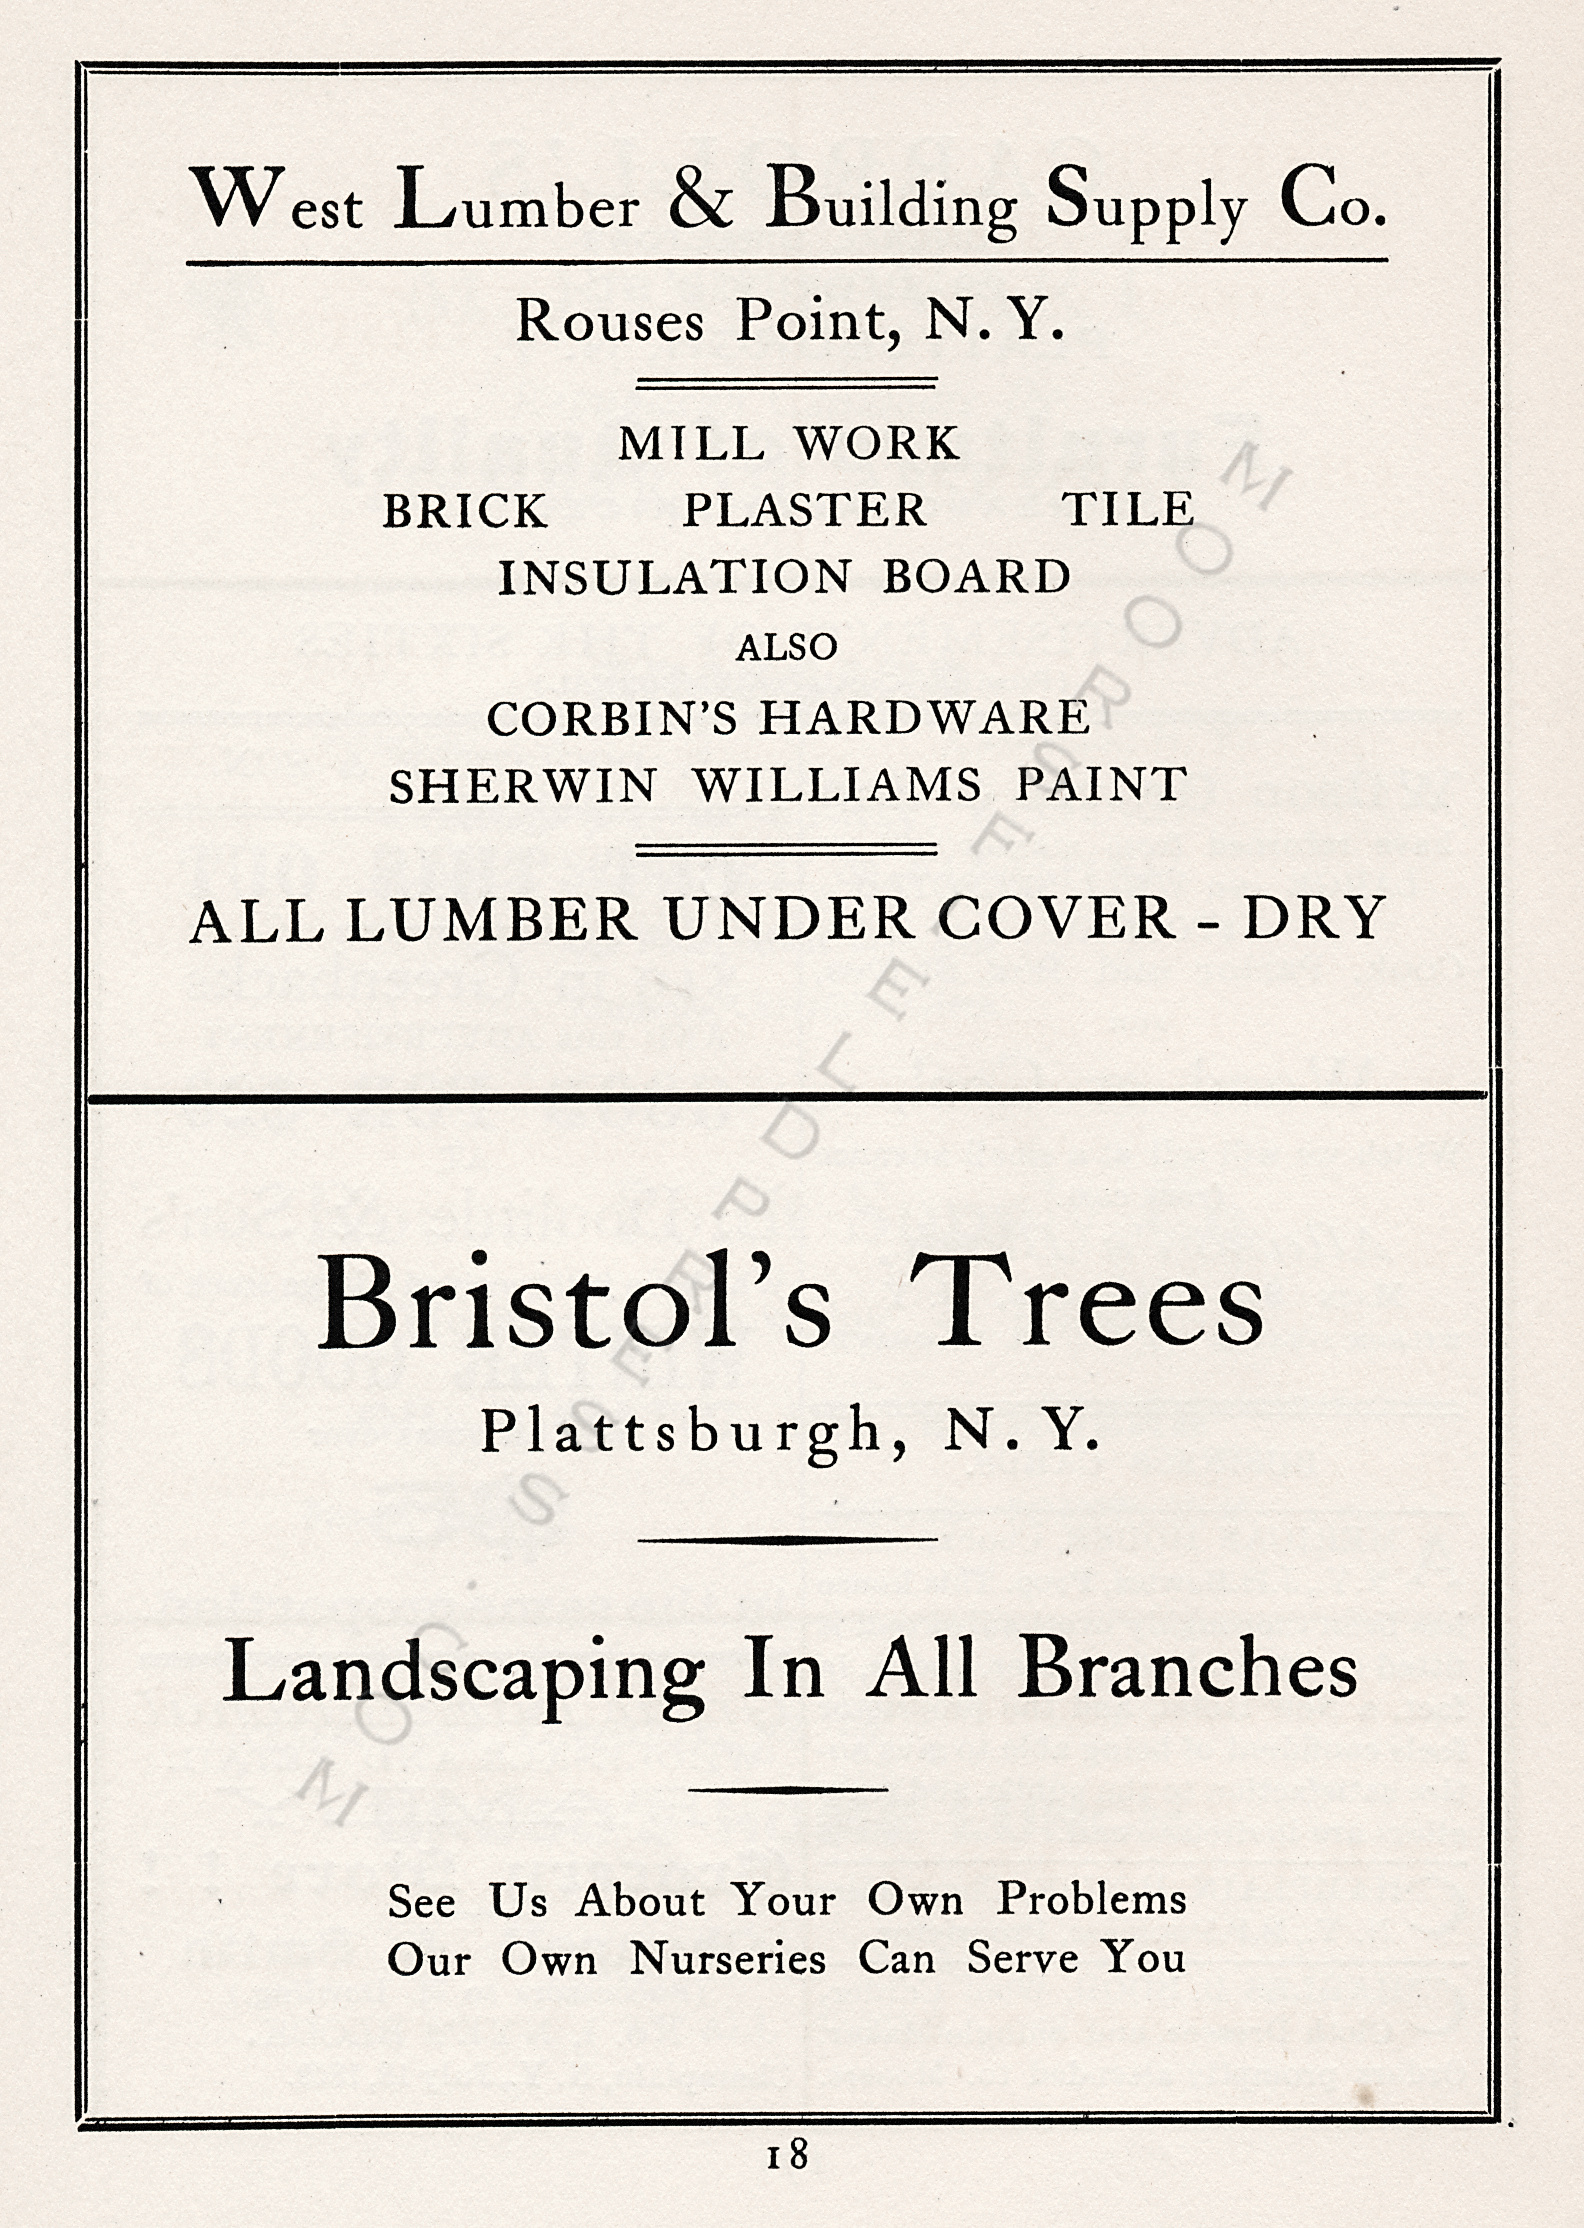 West Lumber & Building Supply Co.
Rouses Point, N. Y.
MILL WORK
BRICK PLASTER TILE
INSULATION BOARD
ALSO
CORBIN'S HARDWARE
SHERWIN WILLIAMS PAINT
ALL LUMBER UNDER COVER - DRY
Bristol's Trees
Plattsburgh, N. Y.
Landscaping In All Branches
See Us About Your Own Problems
Our Own Nurseries Can Serve You
18